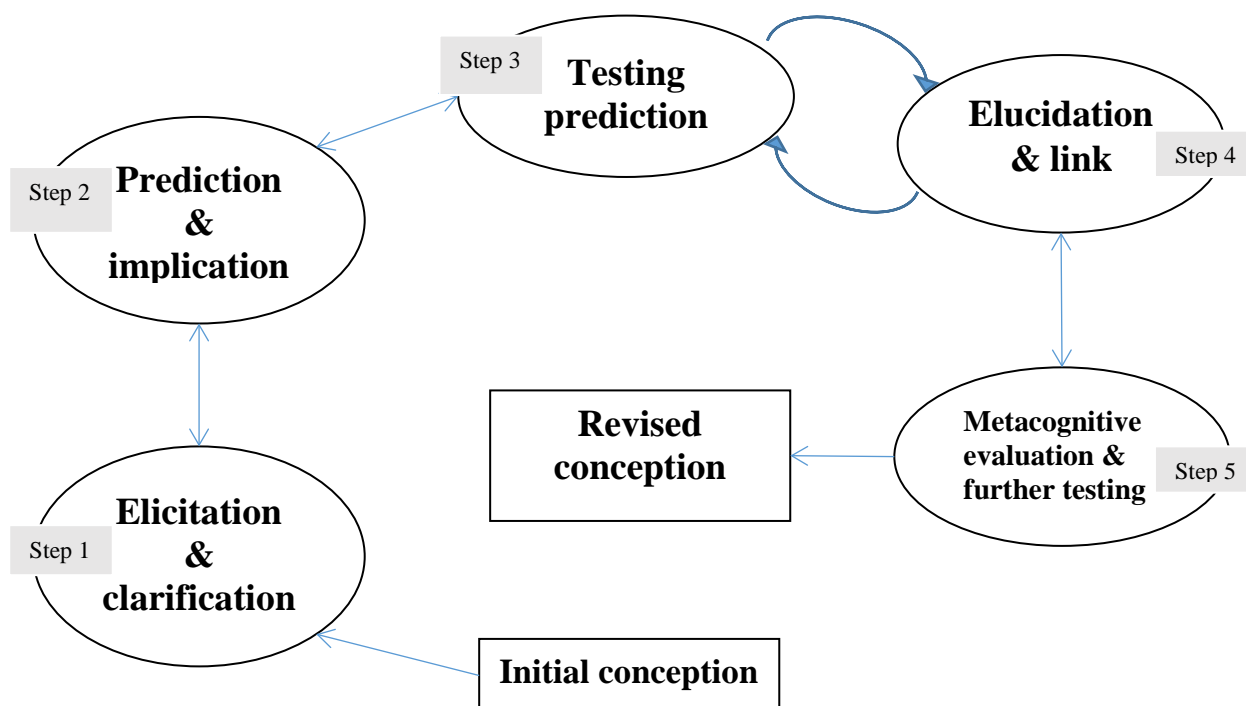 Step 3
Testing
prediction
Elucidation
& link
Step 4
Step 2
Prediction
&
implication
Revised
conception
Metacognitive
evaluation &
further testing
Step 5
Step 1
Elicitation
&
clarification
Initial conception